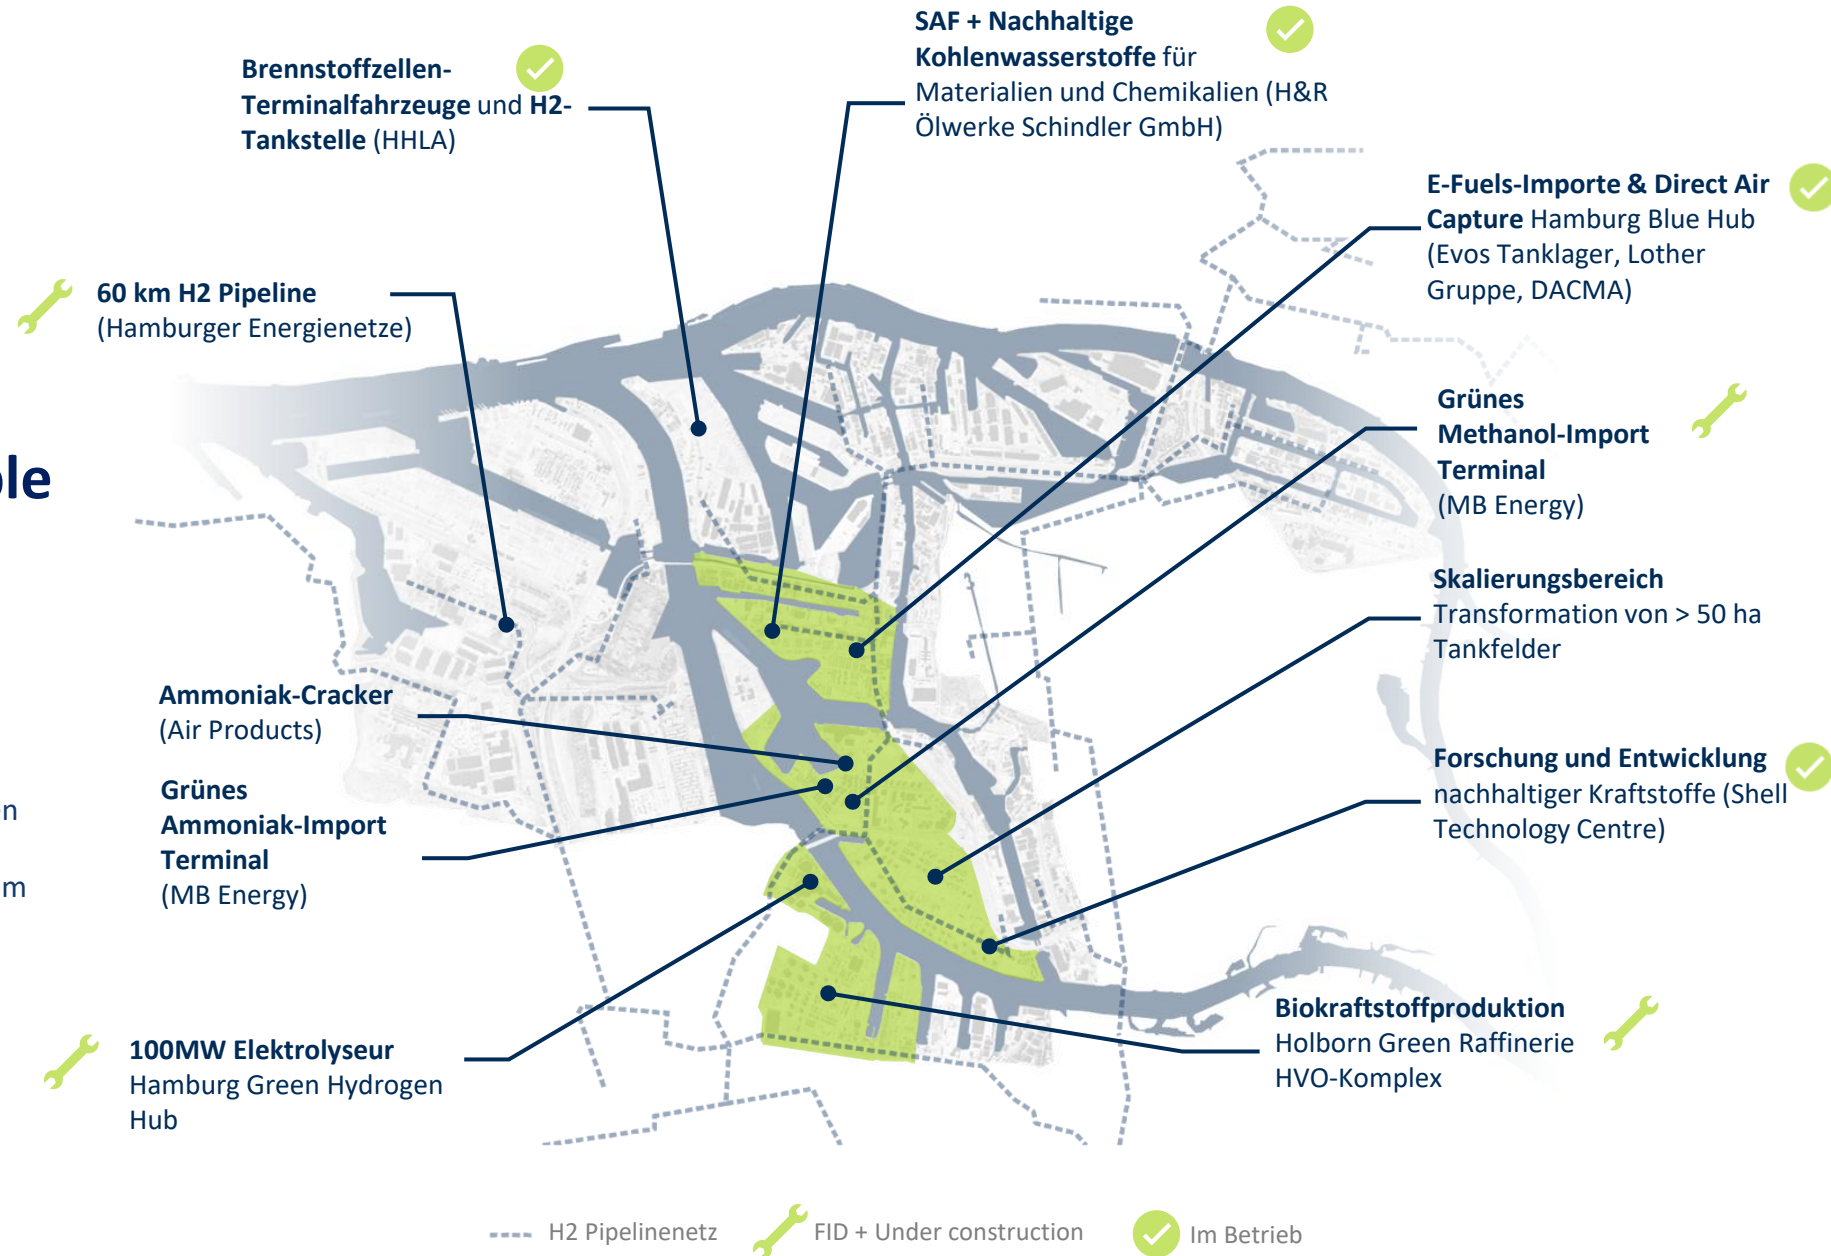 SAF + Nachhaltige
Kohlenwasserstoffe für
Materialien und Chemikalien (H&R
Ölwerke Schindler GmbH)
Brennstoffzellen-
Terminalfahrzeuge und H2-
Tankstelle (HHLA)
E-Fuels-Importe & Direct Air
Capture Hamburg Blue Hub
(Evos Tanklager, Lother
Gruppe, DACMA)
60 km H2 Pipeline
(Hamburger Energienetze)
Grünes
Methanol-Import
Terminal
(MB Energy)
Skalierungsbereich
Transformation von > 50 ha
Tankfelder
Ammoniak-Cracker
(Air Products)
Forschung und Entwicklung
nachhaltiger Kraftstoffe (Shell
Technology Centre)
Grünes
Ammoniak-Import
Terminal
(MB Energy)
Biokraftstoffproduktion
Holborn Green Raffinerie
HVO-Komplex
100MW Elektrolyseur
Hamburg Green Hydrogen
Hub
H2 Pipelinenetz
FID + Under construction
Im Betrieb